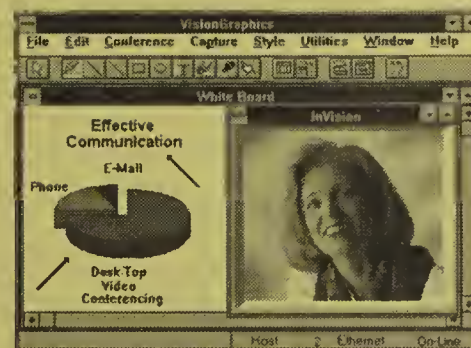 VisionGraphics
File Edit Conference Capture Style Utilities Window Help
White Board
InVision
Effective
Communication
E-Mail
Phone
Desk-Top
Video
Conferencing
Host 2 Ethernet On-Line